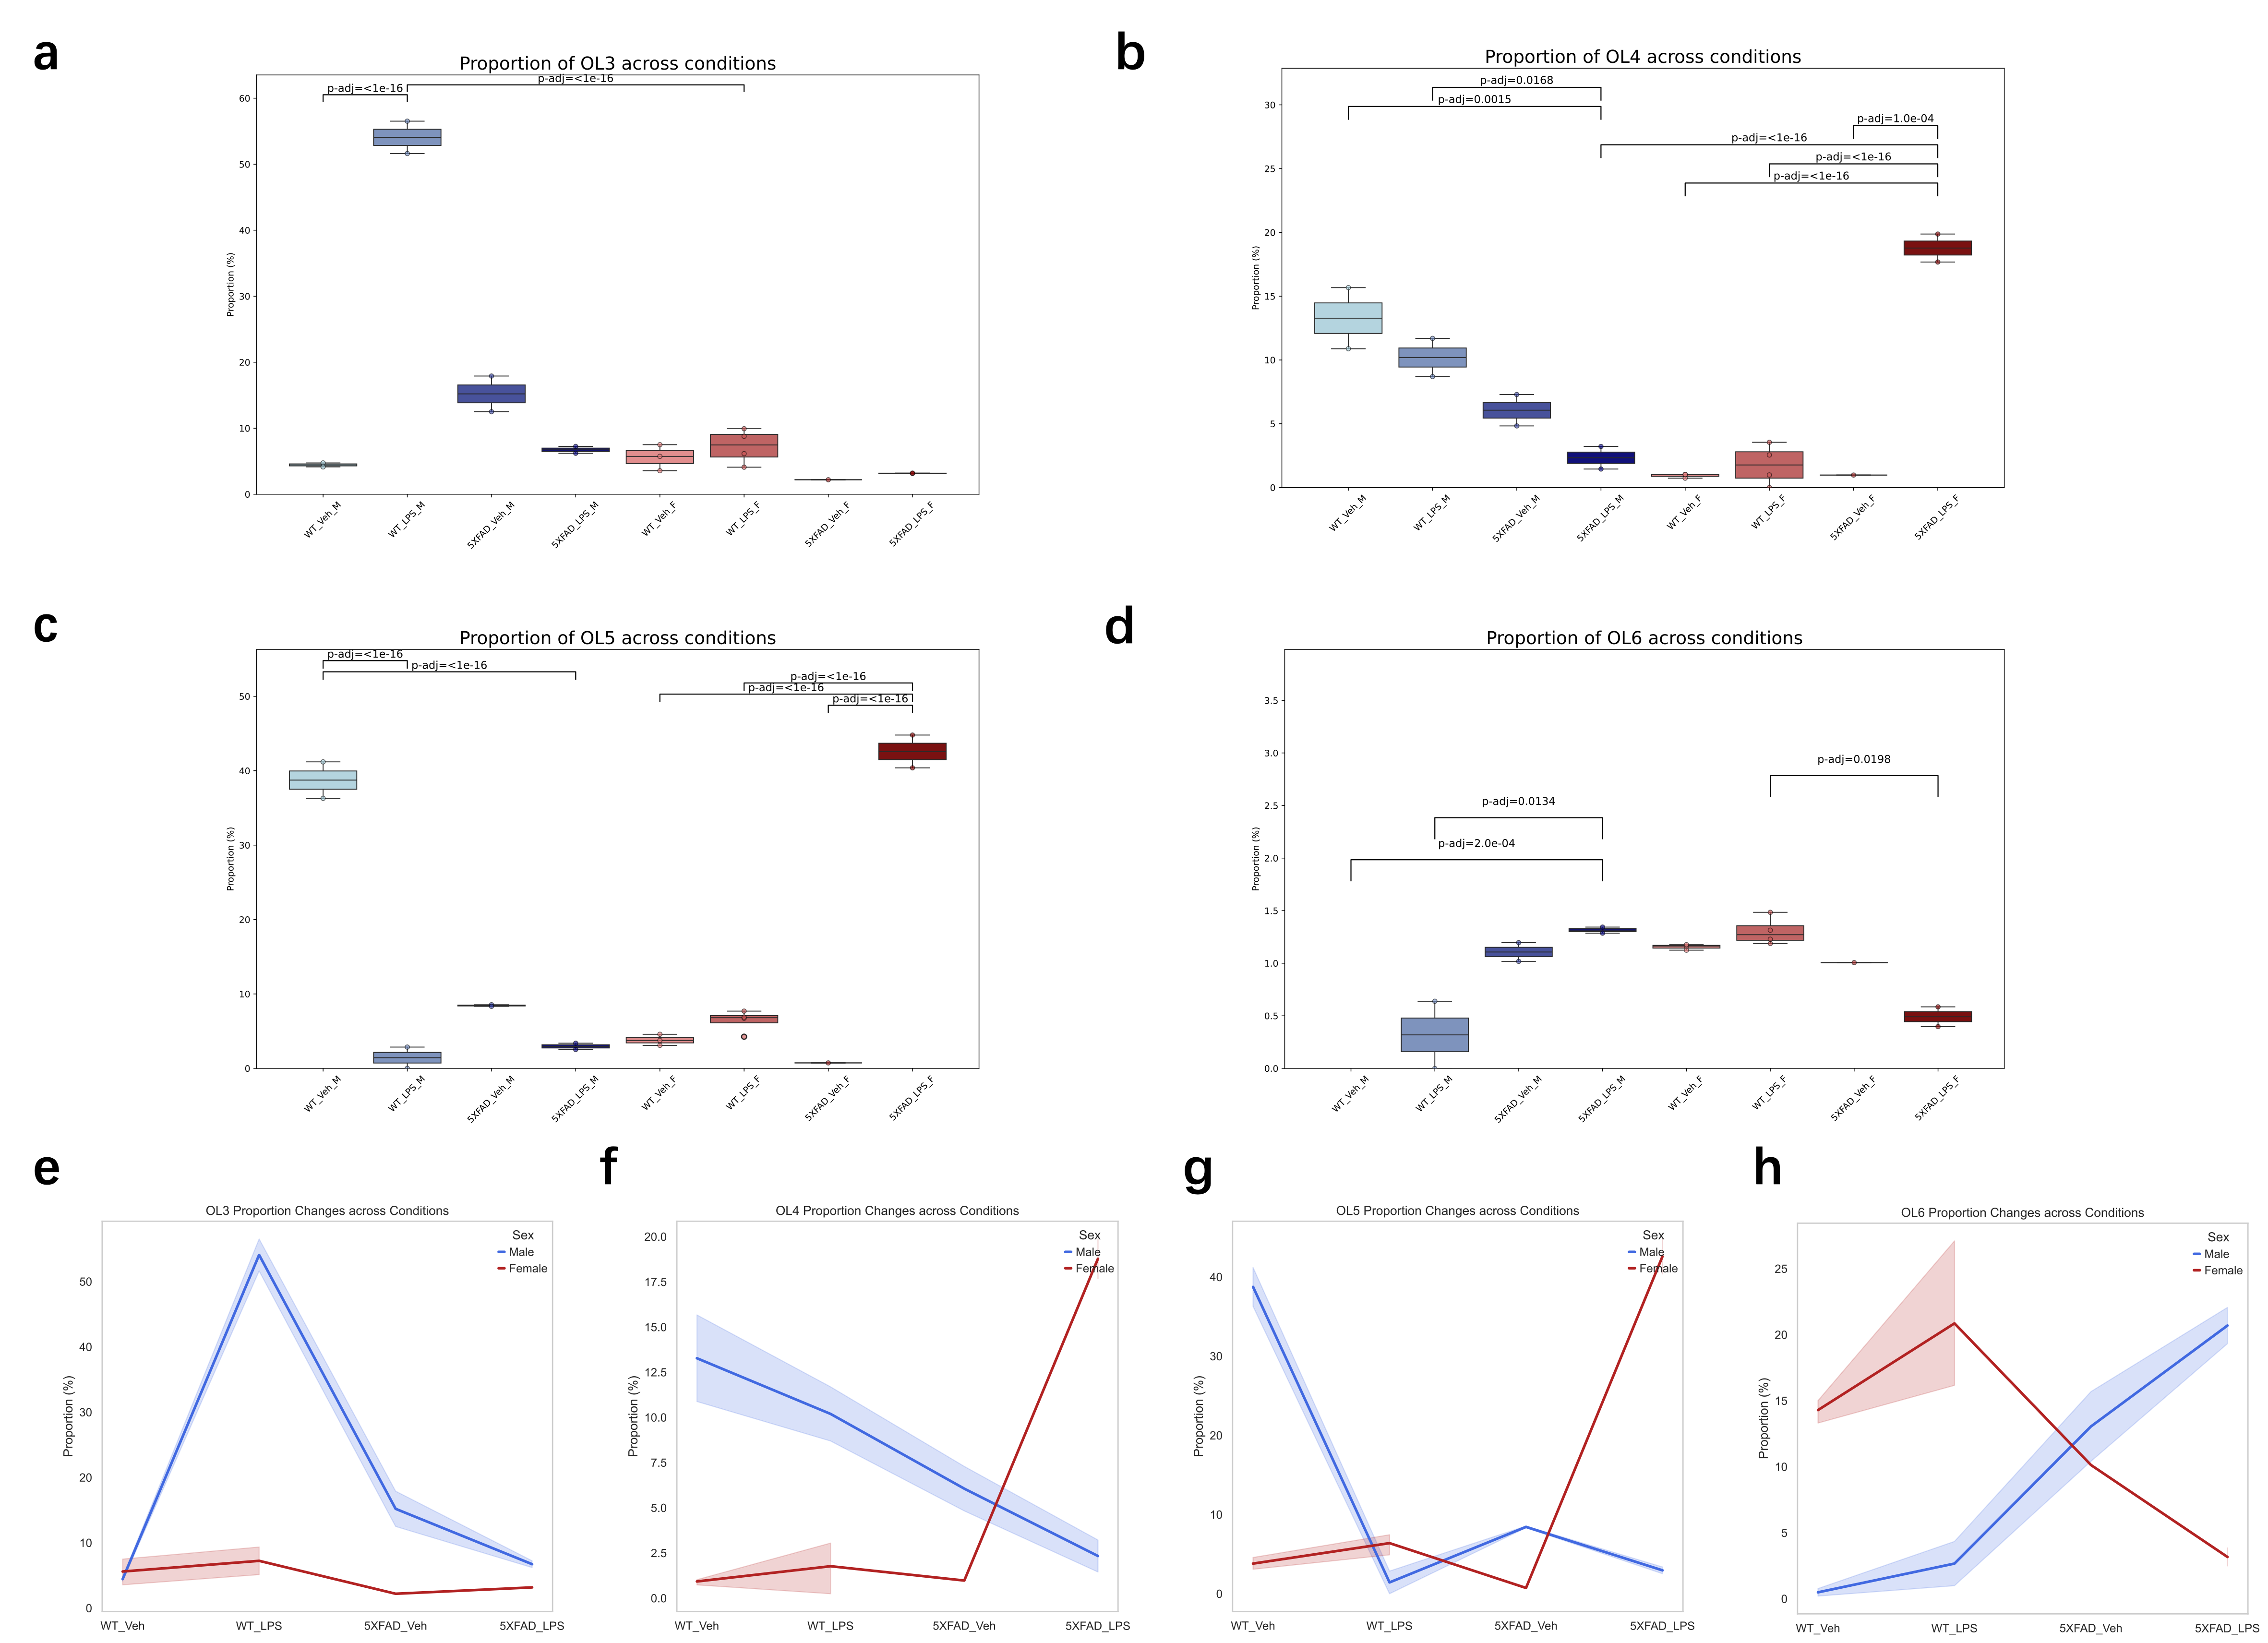 a
Proportion of OL3 across conditions
p-adj=<1e-16
p-adj=<1e-16
Proportion (%)
60
50
40
30
20
10
0
WT_Veh_M
WT_LPS_M
5XFAD_Veh_M
5XFAD_LPS_M
WT_Veh_F
WT_LPS_F
5XFAD_Veh_F
5XFAD_LPS_F
b
Proportion of OL4 across conditions
p-adj=0.0168
p-adj=0.0015
p-adj=1.0e-04
p-adj=<1e-16
p-adj=<1e-16
p-adj=<1e-16
Proportion (%)
30
25
20
15
10
5
0
WT_Veh_M
WT_LPS_M
5XFAD_Veh_M
5XFAD_LPS_M
WT_Veh_F
WT_LPS_F
5XFAD_Veh_F
5XFAD_LPS_F
c
Proportion of OL5 across conditions
p-adj=<1e-16
p-adj=<1e-16
p-adj=<1e-16
p-adj=<1e-16
p-adj=<1e-16
Proportion (%)
50
40
30
20
10
0
WT_Veh_M
WT_LPS_M
5XFAD_Veh_M
5XFAD_LPS_M
WT_Veh_F
WT_LPS_F
5XFAD_Veh_F
5XFAD_LPS_F
d
Proportion of OL6 across conditions
p-adj=0.0198
p-adj=0.0134
p-adj=2.0e-04
Proportion (%)
3.5
3.0
2.5
2.0
1.5
1.0
0.5
0.0
WT_Veh_M
WT_LPS_M
5XFAD_Veh_M
5XFAD_LPS_M
WT_Veh_F
WT_LPS_F
5XFAD_Veh_F
5XFAD_LPS_F
e
OL3 Proportion Changes across Conditions
Sex
Male
Female
Proportion (%)
50
40
30
20
10
0
WT_Veh
WT_LPS
5XFAD_Veh
5XFAD_LPS
f
OL4 Proportion Changes across Conditions
Sex
Male
Female
Proportion (%)
20.0
17.5
15.0
12.5
10.0
7.5
5.0
2.5
0.0
WT_Veh
WT_LPS
5XFAD_Veh
5XFAD_LPS
g
OL5 Proportion Changes across Conditions
Sex
Male
Female
Proportion (%)
40
30
20
10
0
WT_Veh
WT_LPS
5XFAD_Veh
5XFAD_LPS
h
OL6 Proportion Changes across Conditions
Sex
Male
Female
Proportion (%)
25
20
15
10
5
0
WT_Veh
WT_LPS
5XFAD_Veh
5XFAD_LPS